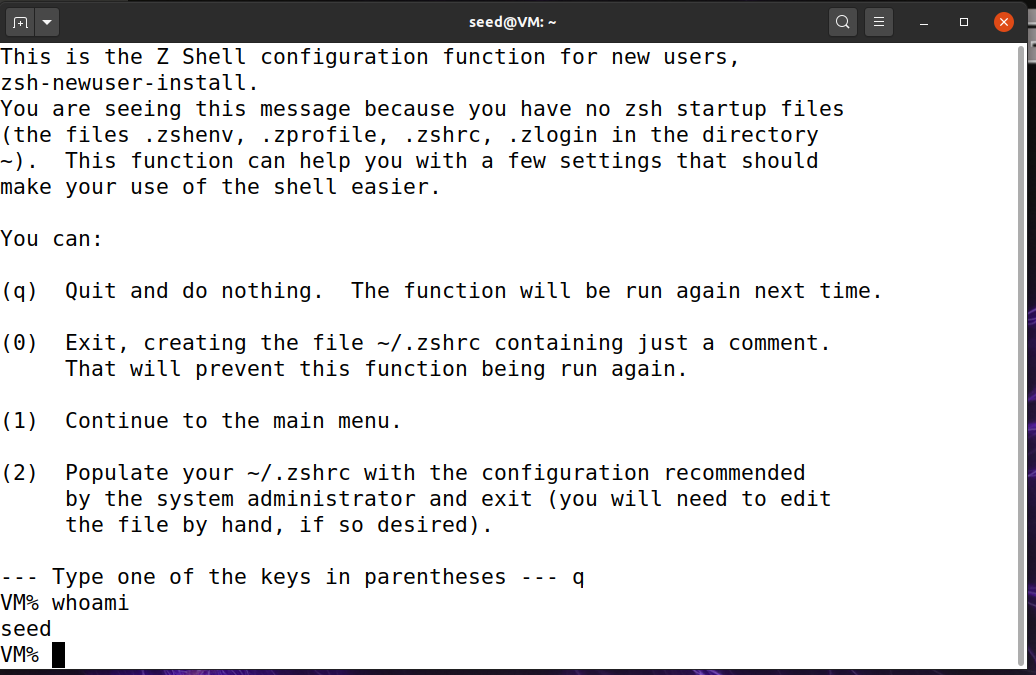 seed@VM: ~
This is the Z Shell configuration function for new users,
zsh-newuser-install.
You are seeing this message because you have no zsh startup files
(the files .zshenv, .zprofile, .zshrc, .zlogin in the directory
~).  This function can help you with a few settings that should
make your use of the shell easier.

You can:

(q)  Quit and do nothing.  The function will be run again next time.

(0)  Exit, creating the file ~/.zshrc containing just a comment.
     That will prevent this function being run again.

(1)  Continue to the main menu.

(2)  Populate your ~/.zshrc with the configuration recommended
     by the system administrator and exit (you will need to edit
     the file by hand, if so desired).

--- Type one of the keys in parentheses --- q
VM% whoami
seed
VM%